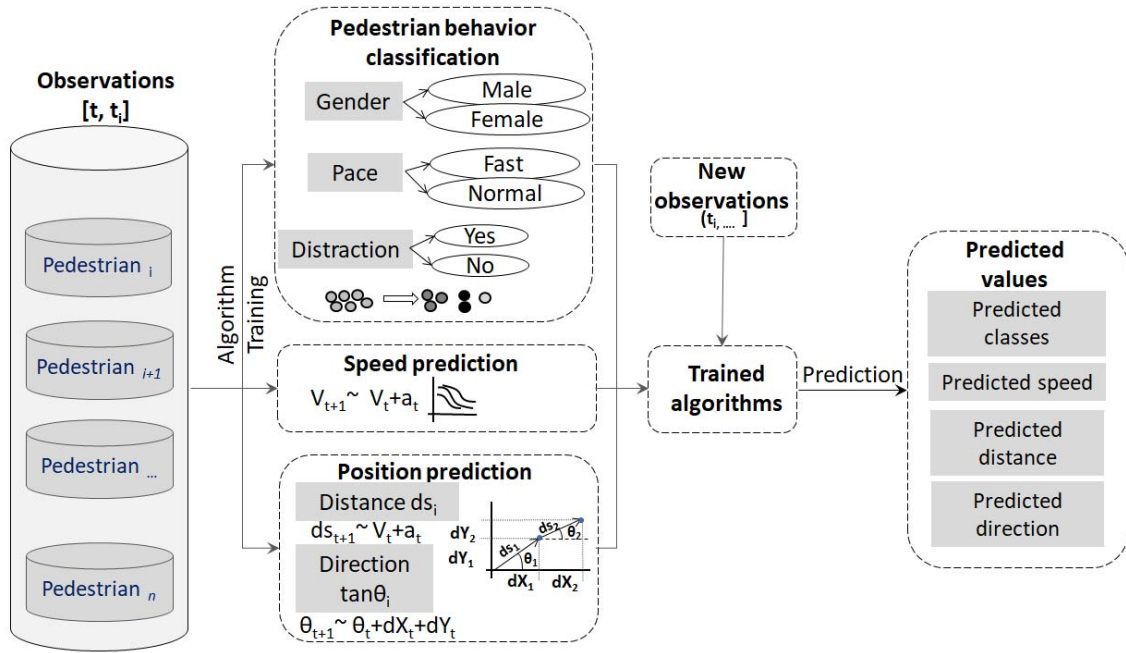 Observations
[t, tᵢ]
Pedestrian ᵢ
Pedestrian ᵢ₊₁
Pedestrian ...
Pedestrian ₙ
Algorithm
Training
Pedestrian behavior
classification
Gender
Male
Female
Pace
Fast
Normal
Distraction
Yes
No
Speed prediction
Vₜ₊₁~ Vₜ+aₜ
Position prediction
Distance dsᵢ
dsₜ₊₁~ Vₜ+aₜ
Direction
tanθᵢ
θₜ₊₁~ θₜ+dXₜ+dYₜ
dY₂
dY₁
ds₁
ds₂
θ₁
θ₂
dX₁
dX₂
New
observations
(tᵢ, .... ]
Trained
algorithms
Prediction
Predicted
values
Predicted
classes
Predicted speed
Predicted
distance
Predicted
direction